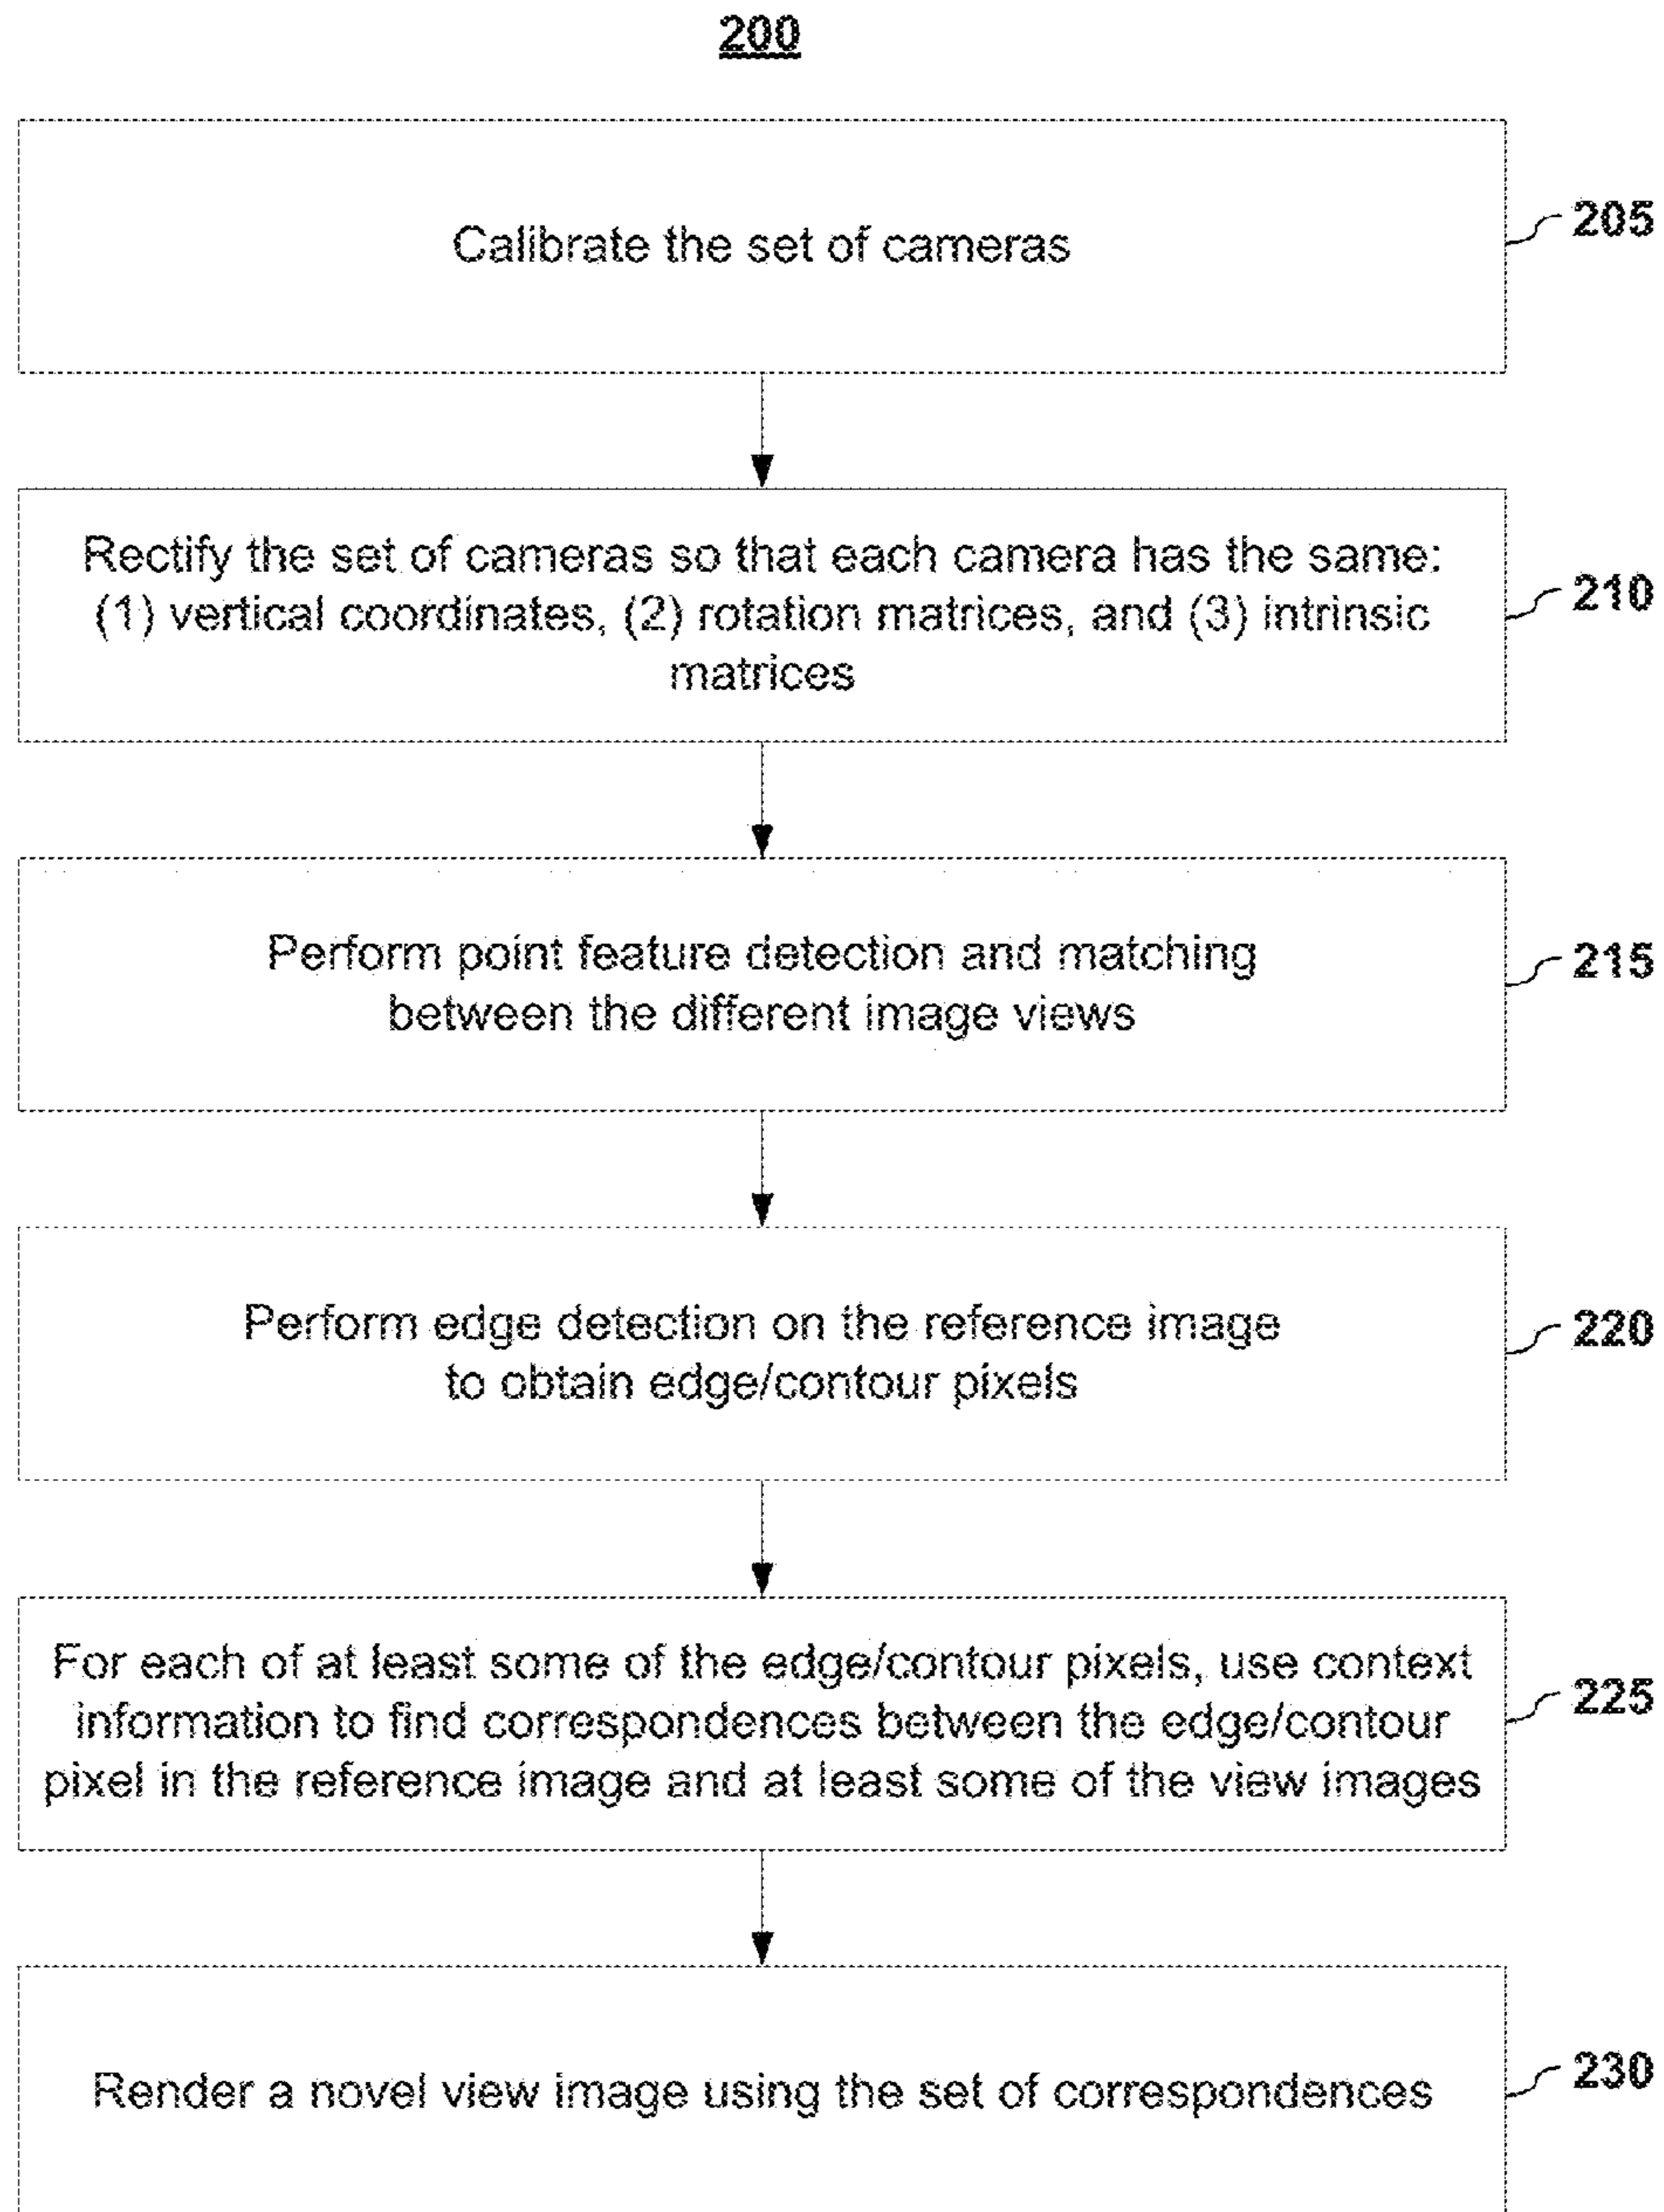 200
Calibrate the set of cameras
205
Rectify the set of cameras so that each camera has the same:
(1) vertical coordinates, (2) rotation matrices, and (3) intrinsic
matrices
210
Perform point feature detection and matching
between the different image views
215
Perform edge detection on the reference image
to obtain edge/contour pixels
220
For each of at least some of the edge/contour pixels, use context
information to find correspondences between the edge/contour
pixel in the reference image and at least some of the view images
225
Render a novel view image using the set of correspondences
230